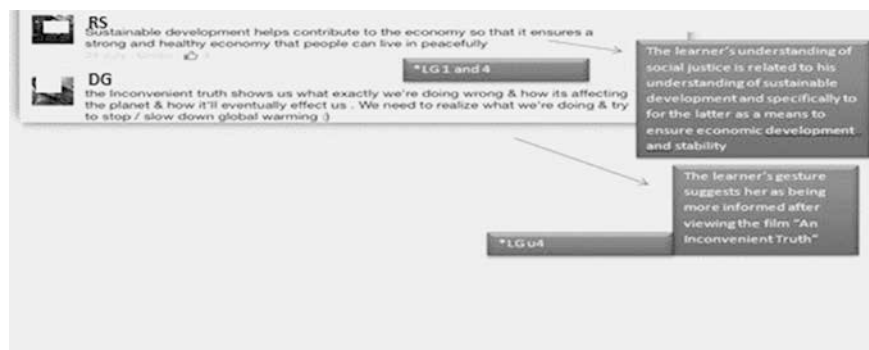 RS
Sustainable development helps contribute to the economy so that it ensures a
strong and healthy economy that people can live in peacefully
DG
the Inconvenient truth shows us what exactly we're doing wrong & how its affecting
the planet & how it'll eventually effect us . We need to realize what we're doing & try
to stop / slow down global warming :)
*LG 1 and 4
The learner's understanding of
social justice is related to his
understanding of sustainable
development and specifically to
for the latter as a means to
ensure economic development
and stability
The learner's gesture
suggests her as being
more informed after
viewing the film "An
Inconvenient Truth"
*LG u4